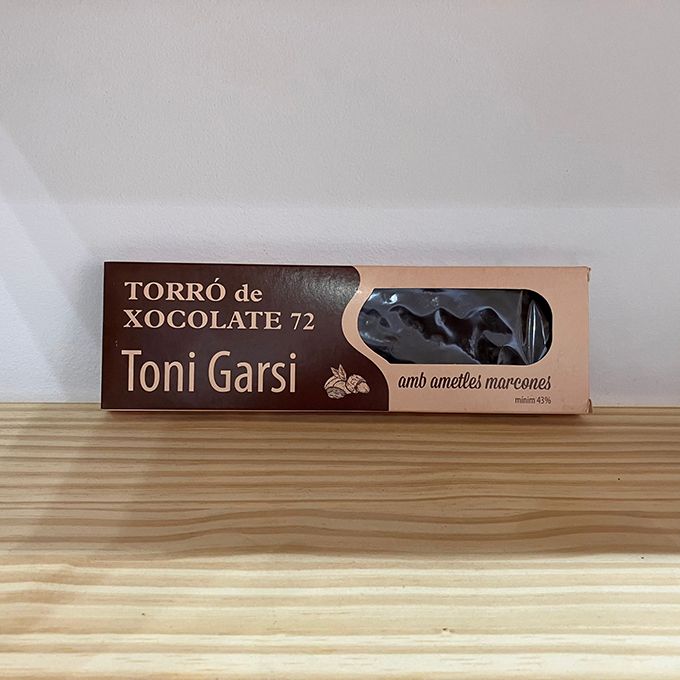 TORRÓ de
XOCOLATE 72
Toni Garsi
amb ametles marcones
mínim 43%